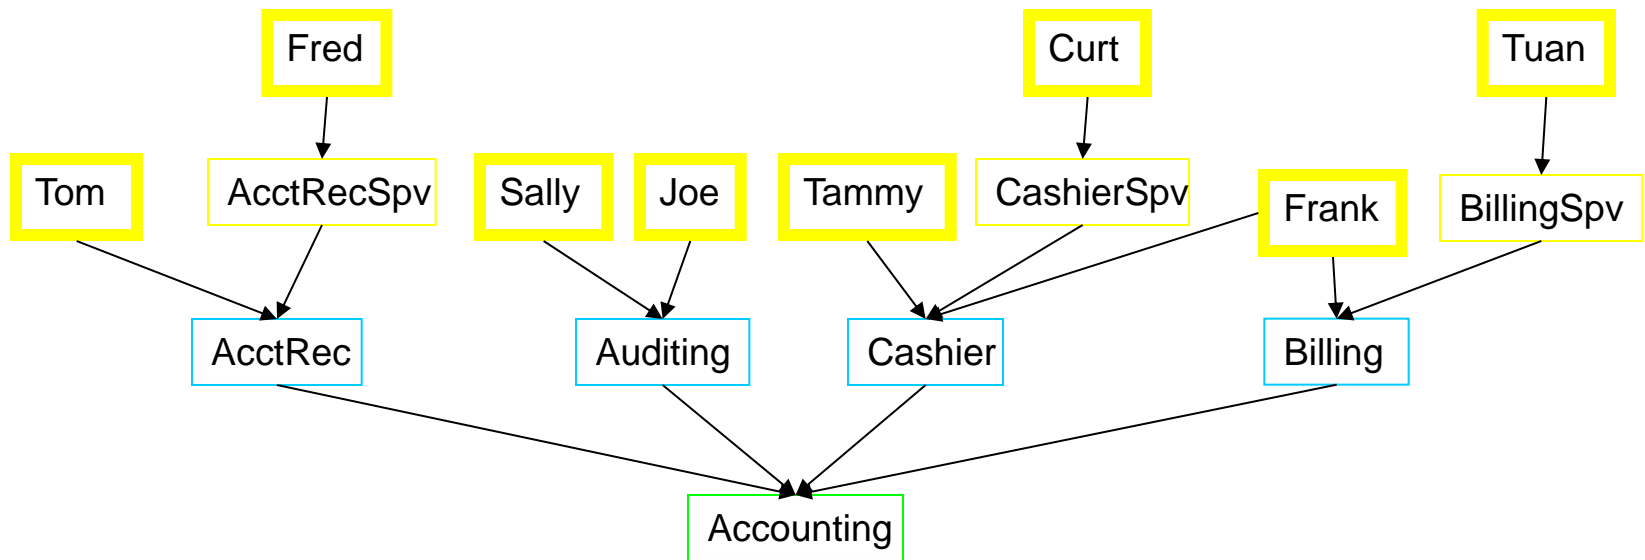 Fred
Curt
Tuan
Tom
AcctRecSpv
Sally
Joe
Tammy
CashierSpv
Frank
BillingSpv
AcctRec
Auditing
Cashier
Billing
Accounting